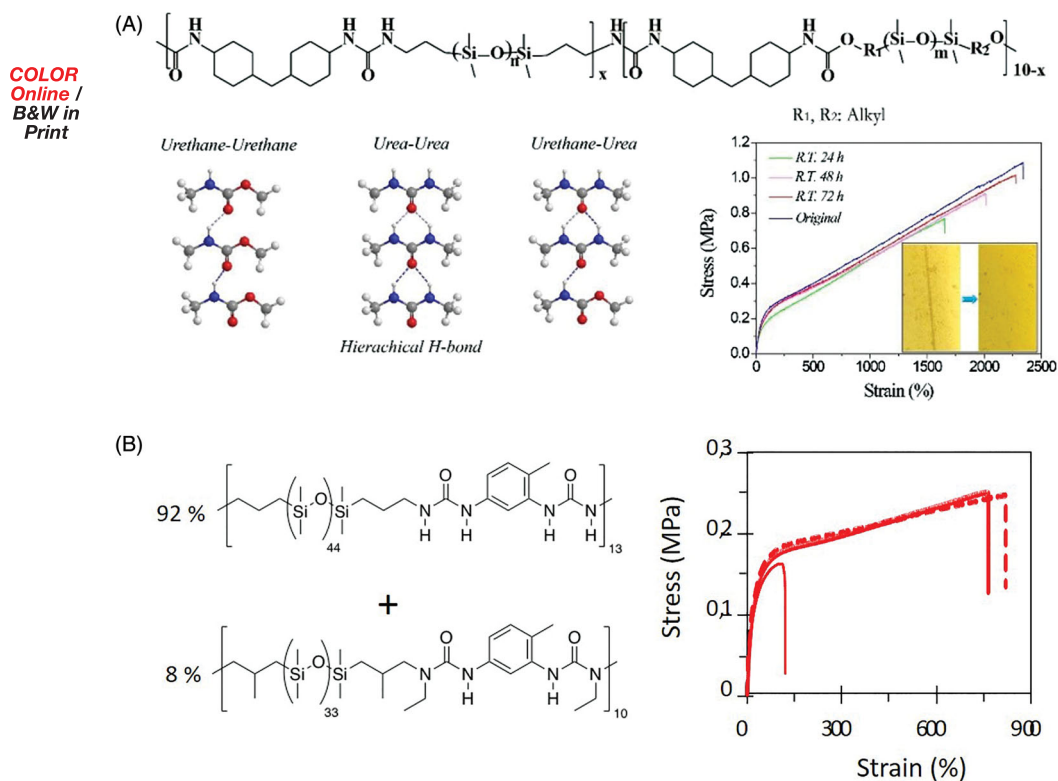 COLOR
Online /
B&W in
Print
(A)
H
N
O
H
N
O
H
N
Si
O
n
Si
x
H
N
O
H
N
H
N
O
O
R1
Si
O
m
Si
R2
O
10-x
R1, R2: Alkyl
Urethane-Urethane
Urea-Urea
Urethane-Urea
Hierachical H-bond
Stress (MPa)
1.2
1.0
0.8
0.6
0.4
0.2
0.0
R.T. 24 h
R.T. 48 h
R.T. 72 h
Original
0 500 1000 1500 2000 2500
Strain (%)
(B)
92 %
Si
O
Si
44
N
H
O
N
H
O
N
H
N
H
13
+
8 %
Si
O
Si
33
N
O
N
H
N
H
O
N
10
Stress (MPa)
0,3
0,2
0,1
0
0 300 600 900
Strain (%)